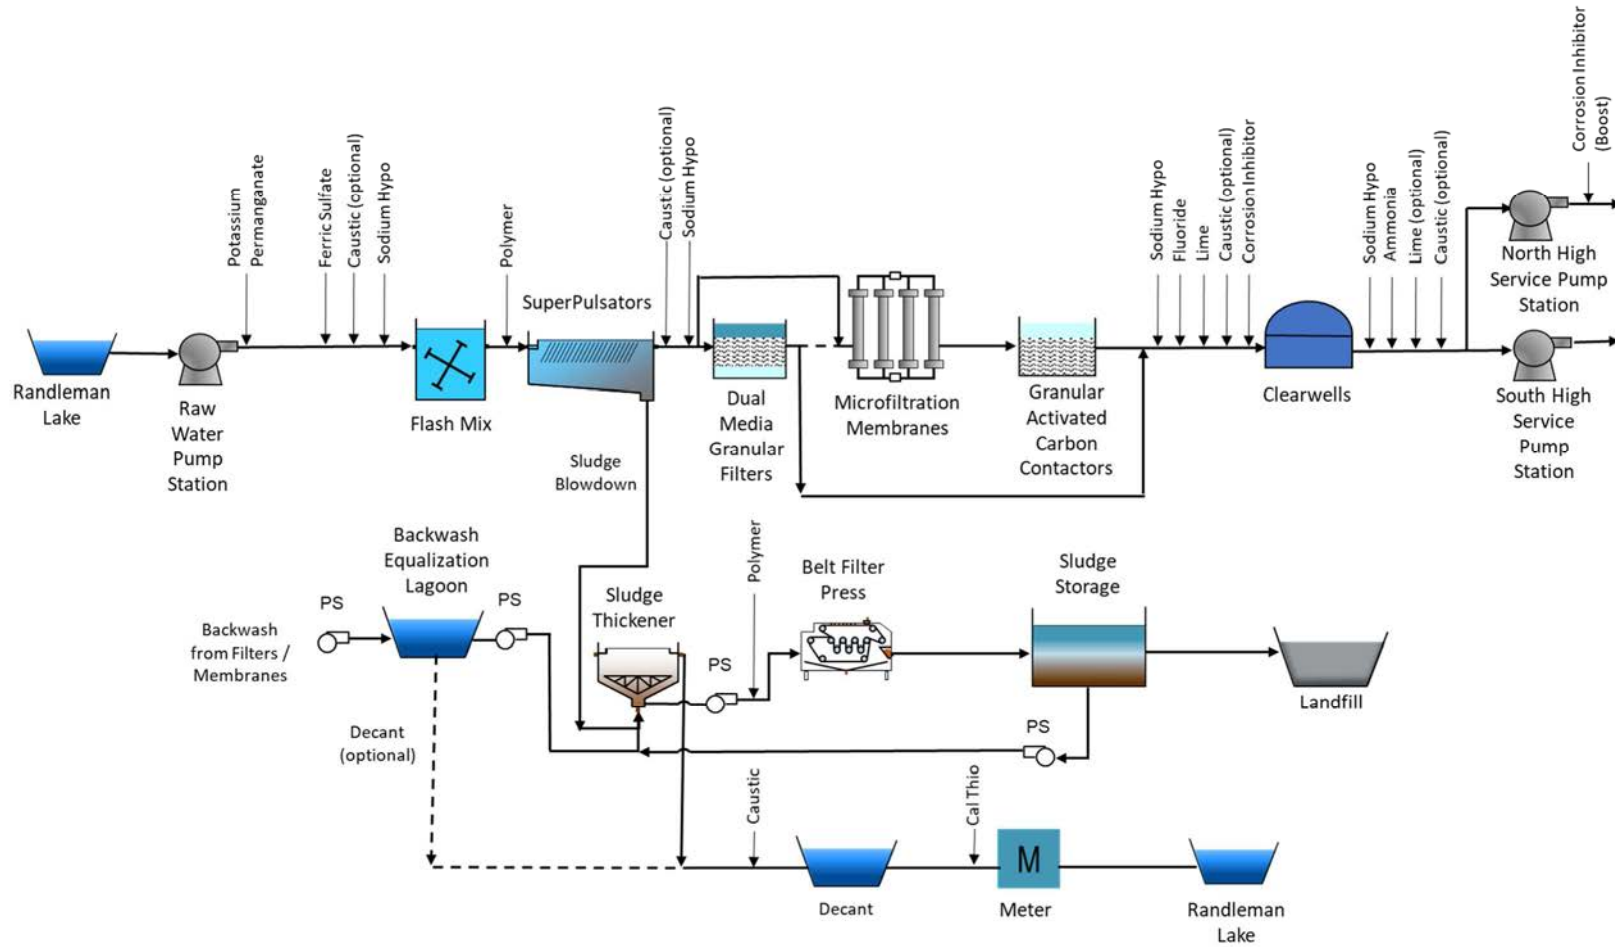 Corrosion Inhibitor
(Boost)
Potassium
Permanganate
Ferric Sulfate
Caustic (optional)
Sodium Hypo
Polymer
Caustic (optional)
Sodium Hypo
Sodium Hypo
Fluoride
Lime
Caustic (optional)
Corrosion Inhibitor
Sodium Hypo
Ammonia
Lime (optional)
Caustic (optional)
North High
Service Pump
Station
SuperPulsators
Randleman
Lake
Raw
Water
Pump
Station
Flash Mix
Dual
Media
Granular
Filters
Microfiltration
Membranes
Granular
Activated
Carbon
Contactors
Clearwells
South High
Service
Pump
Station
Sludge
Blowdown
Backwash
Equalization
Lagoon
PS
PS
Backwash
from Filters /
Membranes
Sludge
Thickener
PS
Polymer
Belt Filter
Press
Sludge
Storage
Landfill
Decant
(optional)
PS
Caustic
Cal Thio
M
Decant
Meter
Randleman
Lake